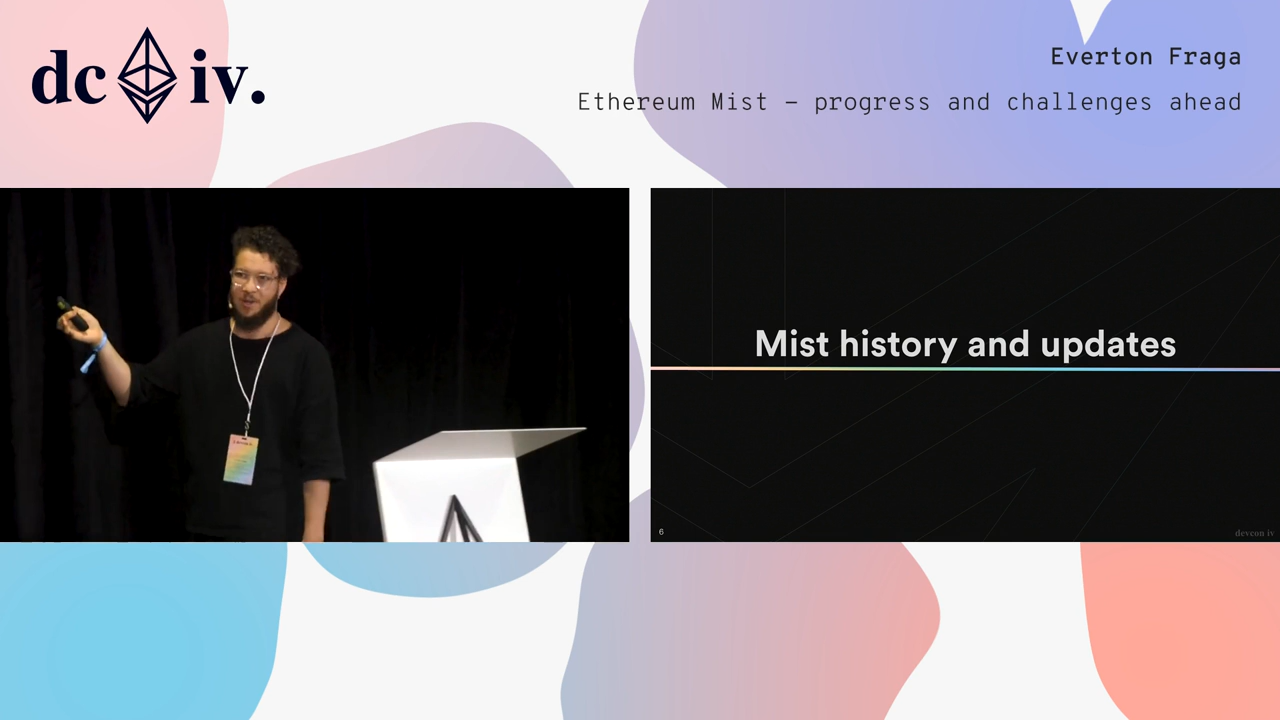 dc iv.
Everton Fraga
Ethereum Mist – progress and challenges ahead
Mist history and updates
6
devcon iv